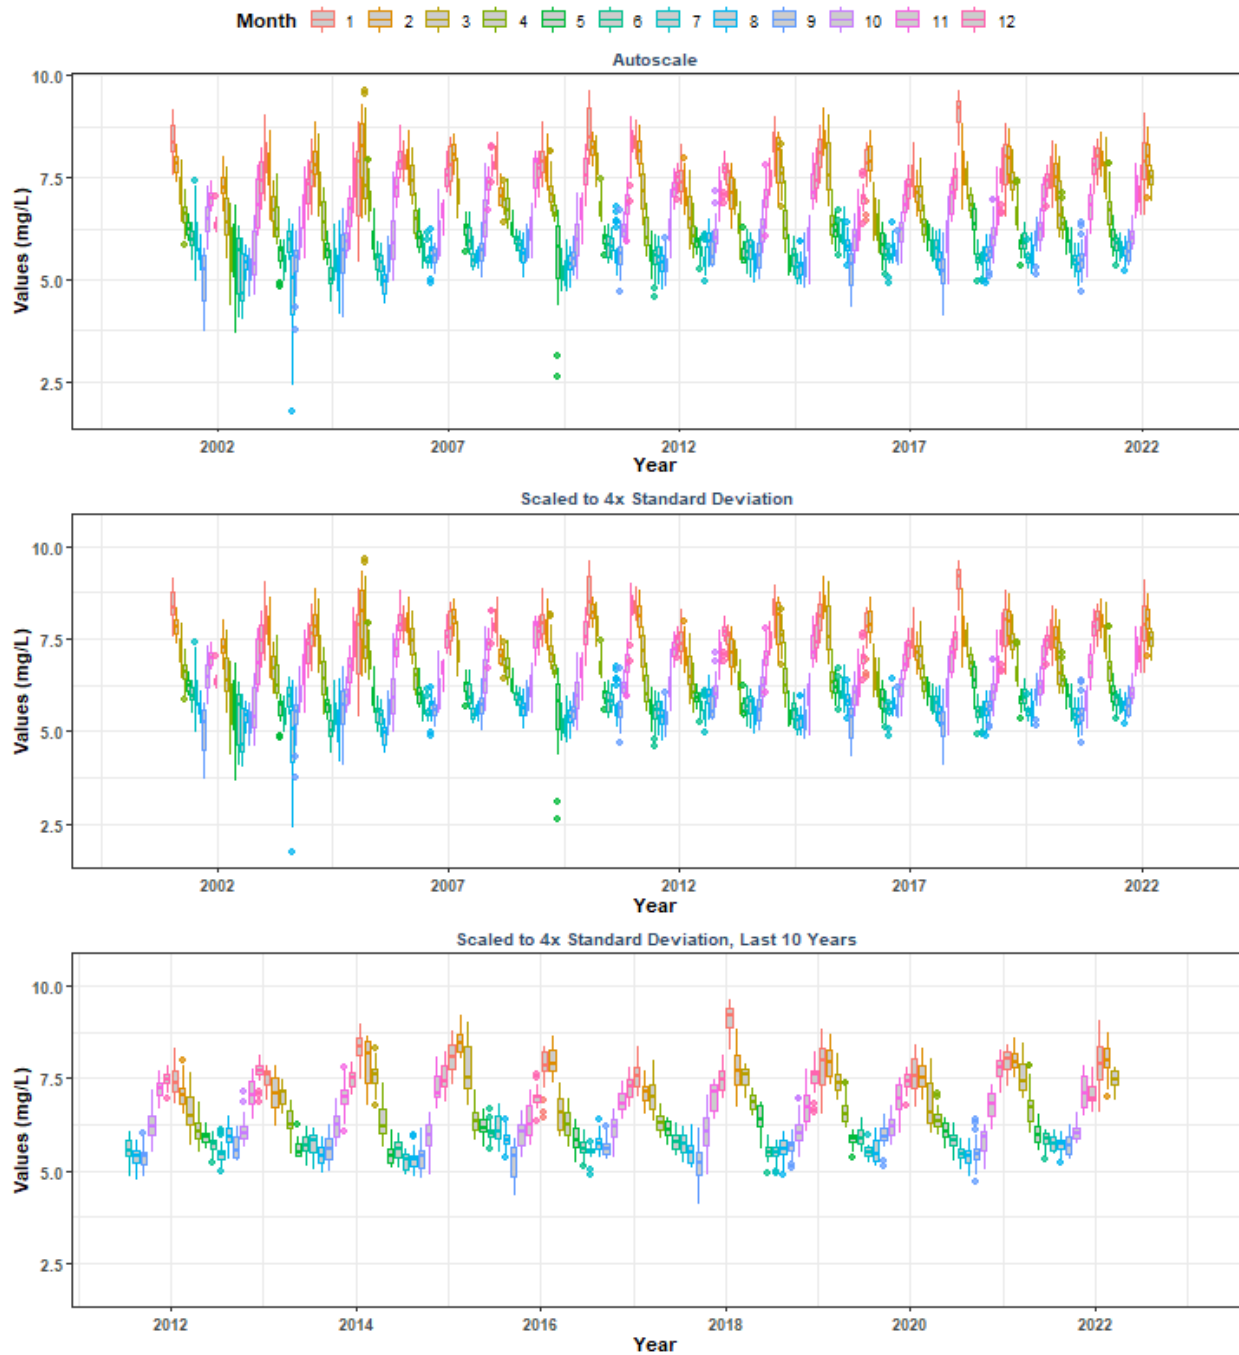 Month 1 2 3 4 5 6 7 8 9 10 11 12
Autoscale
Values (mg/L)
10.0
7.5
5.0
2.5
2002 2007 2012 2017 2022
Year
Scaled to 4x Standard Deviation
Values (mg/L)
10.0
7.5
5.0
2.5
2002 2007 2012 2017 2022
Year
Scaled to 4x Standard Deviation, Last 10 Years
Values (mg/L)
10.0
7.5
5.0
2.5
2012 2014 2016 2018 2020 2022
Year